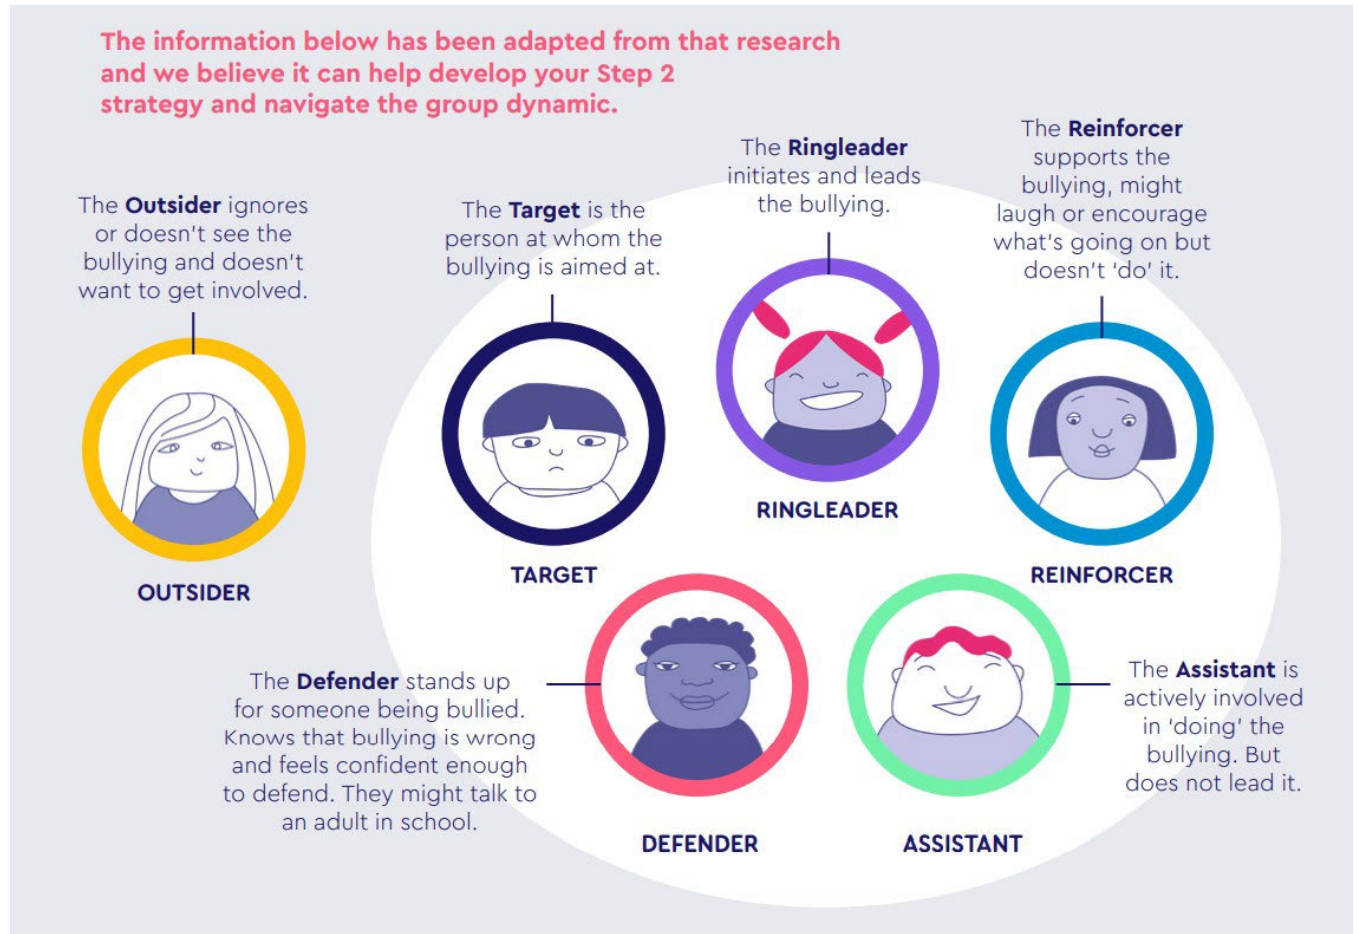 The information below has been adapted from that research
and we believe it can help develop your Step 2
strategy and navigate the group dynamic.
The Outsider ignores
or doesn't see the
bullying and doesn't
want to get involved.
OUTSIDER
The Target is the
person at whom the
bullying is aimed at.
TARGET
The Ringleader
initiates and leads
the bullying.
RINGLEADER
The Reinforcer
supports the
bullying, might
laugh or encourage
what's going on but
doesn't 'do' it.
REINFORCER
The Defender stands up
for someone being bullied.
Knows that bullying is wrong
and feels confident enough
to defend. They might talk to
an adult in school.
DEFENDER
The Assistant is
actively involved
in 'doing' the
bullying. But
does not lead it.
ASSISTANT